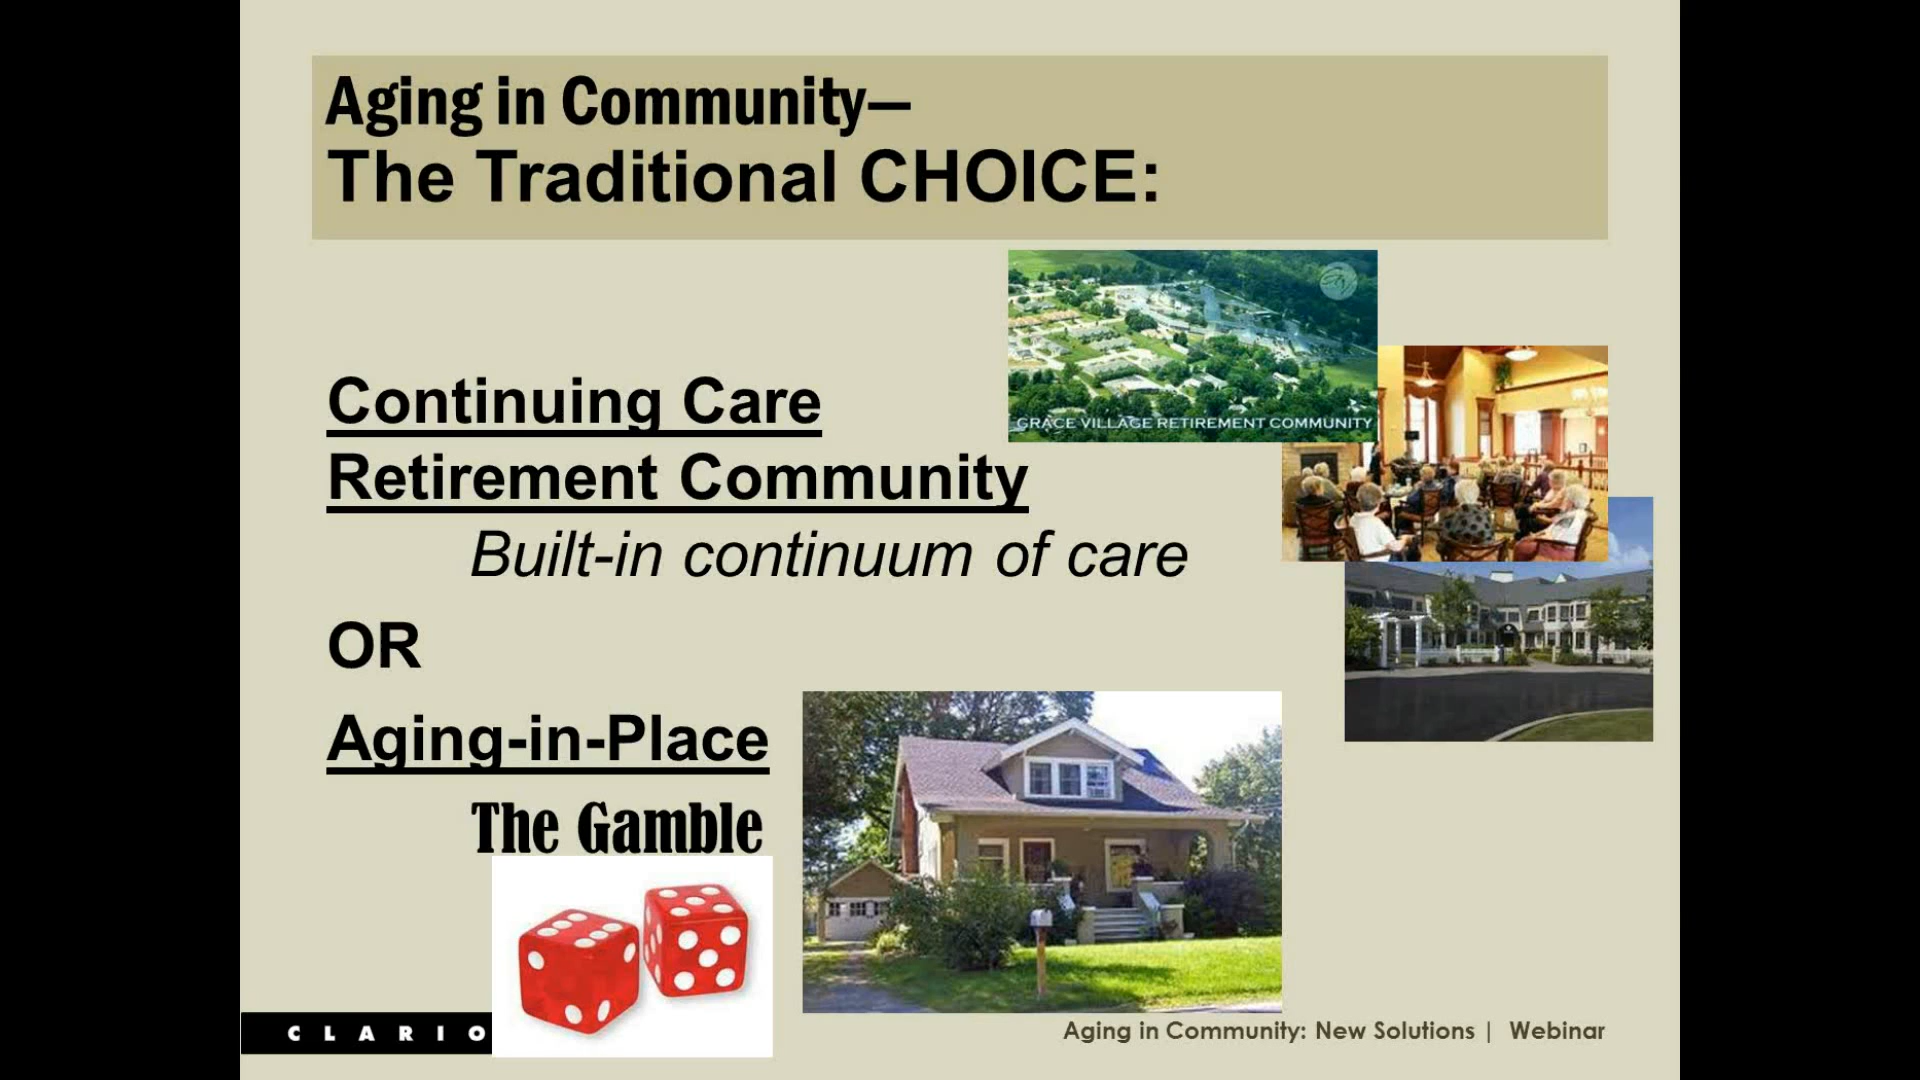 Aging in Community—
The Traditional CHOICE:
GRACE VILLAGE RETIREMENT COMMUNITY
Continuing Care
Retirement Community
Built-in continuum of care
OR
Aging-in-Place
The Gamble
CLARIO
Aging in Community: New Solutions | Webinar